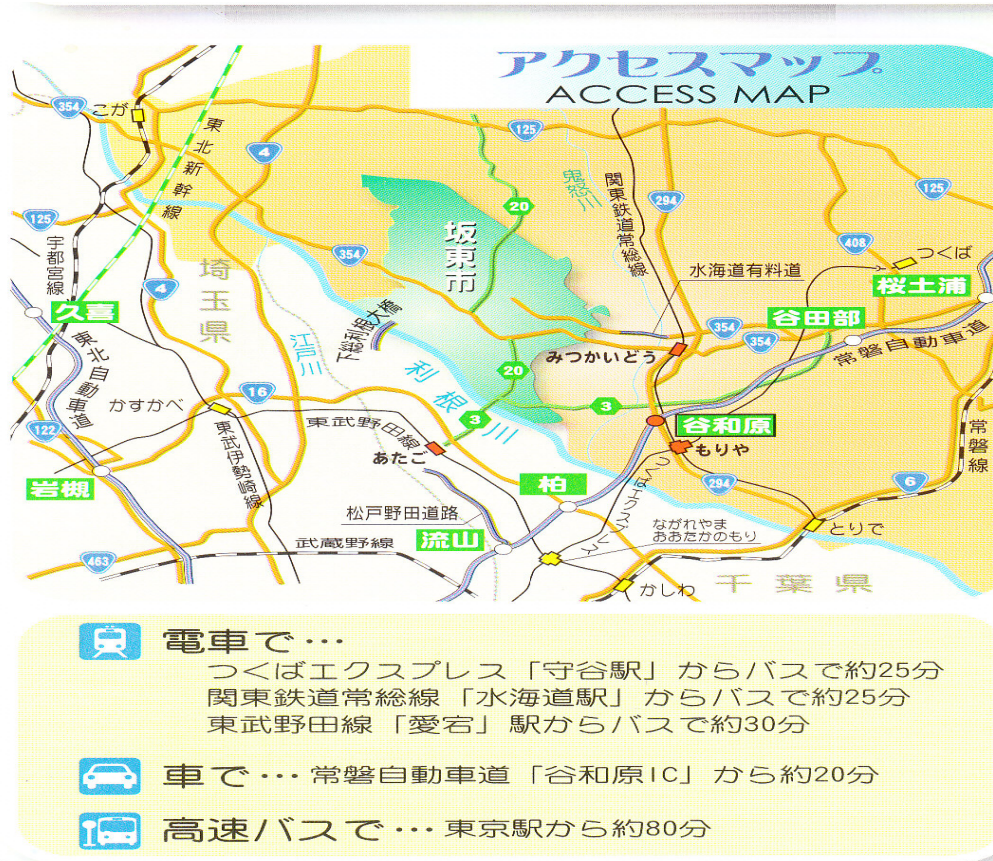 アクセスマップ
ACCESS MAP
354
こが
125
4
東北新幹線
20
鬼怒川
関東鉄道常総線
294
125
125
宇都宮線
埼玉県
354
坂東市
408
つくば
水海道有料道
桜土浦
4
久喜
下総利根大橋
谷田部
354
354
常磐自動車道
東北自動車道
江戸川
利根川
みつかいどう
20
16
かすかべ
3
3
122
東武野田線
谷和原
東武伊勢崎線
あたご
もりや
常磐線
岩槻
柏
つくばエクスプレス
294
6
松戸野田道路
流山
ながれやま
おおたかのもり
とりで
463
武蔵野線
かしわ
千葉県
電車で…
つくばエクスプレス「守谷駅」からバスで約25分
関東鉄道常総線「水海道駅」からバスで約25分
東武野田線「愛宕」駅からバスで約30分
車で…常磐自動車道「谷和原IC」から約20分
高速バスで…東京駅から約80分